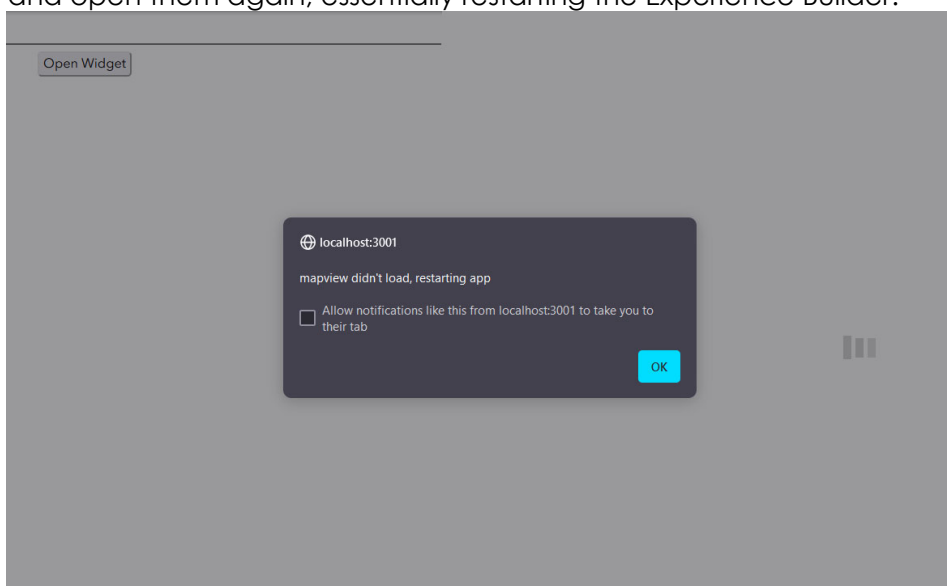 and open them again, essentially restarting the Experience Builder.
Open Widget
localhost:3001
mapview didn't load, restarting app
Allow notifications like this from localhost:3001 to take you to
their tab
OK